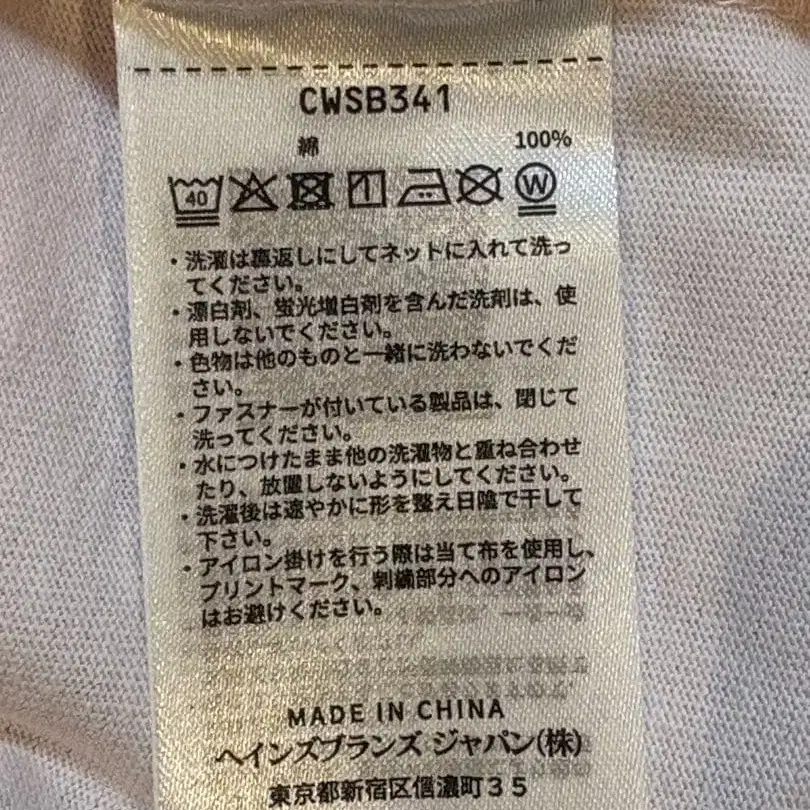 CWSB341
綿 100%
40 W
・洗濯は裏返しにしてネットに入れて洗っ
てください。
・漂白剤、蛍光増白剤を含んだ洗剤は、使
用しないでください。
・色物は他のものと一緒に洗わないでくだ
さい。
・ファスナーが付いている製品は、閉じて
洗ってください。
・水につけたまま他の洗濯物と重ね合わせ
たり、放置しないようにしてください。
・洗濯後は速やかに形を整え日陰で干して
下さい。
・アイロン掛けを行う際は当て布を使用し、
プリントマーク、刺繍部分へのアイロン
はお避けください。
MADE IN CHINA
ヘインズブランズ ジャパン(株)
東京都新宿区信濃町35